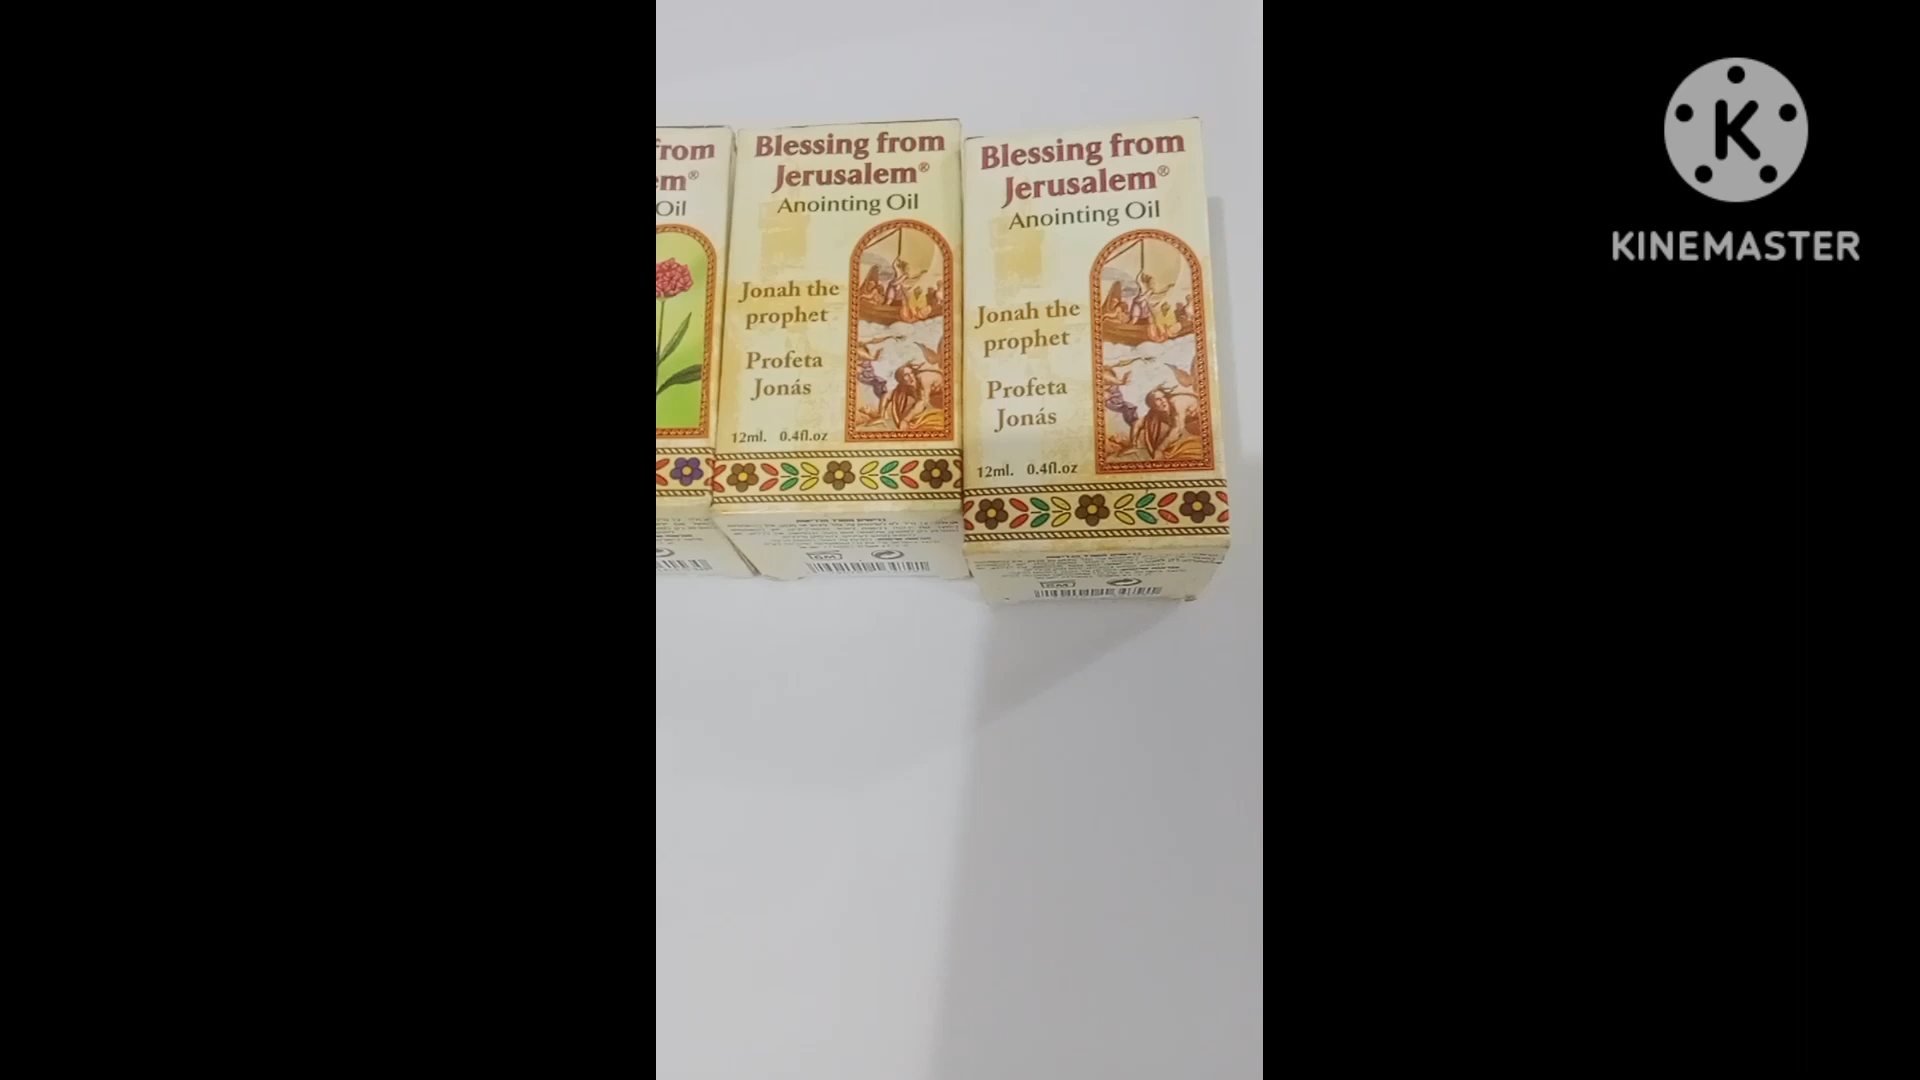 from
em®
Oil
Blessing from
Jerusalem®
Anointing Oil
Jonah the
prophet
Profeta
Jonás
12ml. 0.4fl.oz
Blessing from
Jerusalem®
Anointing Oil
Jonah the
prophet
Profeta
Jonás
12ml. 0.4fl.oz
K
KINEMASTER